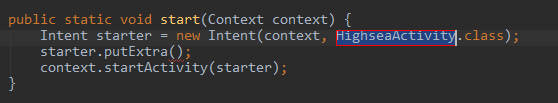 public static void start(Context context) {
    Intent starter = new Intent(context, HighseaActivity.class);
    starter.putExtra();
    context.startActivity(starter);
}